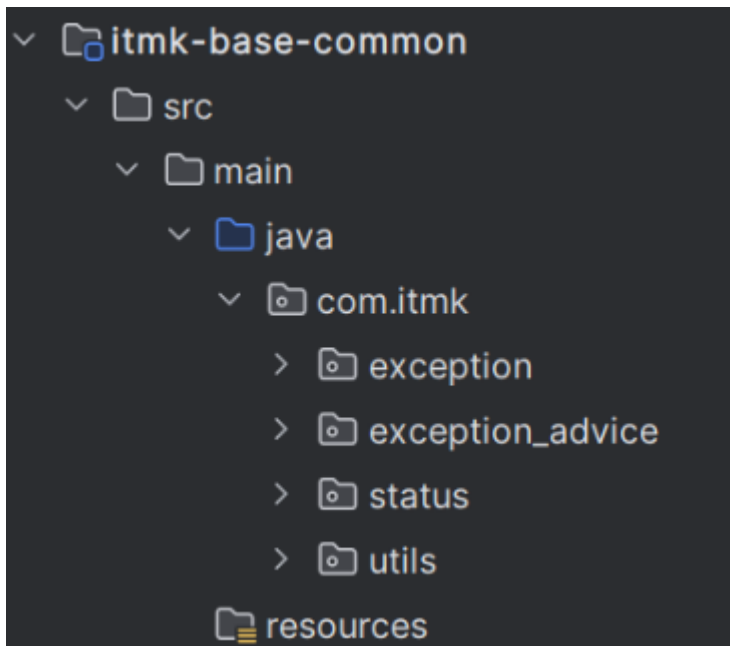 itmk-base-common
src
main
java
com.itmk
exception
exception_advice
status
utils
resources